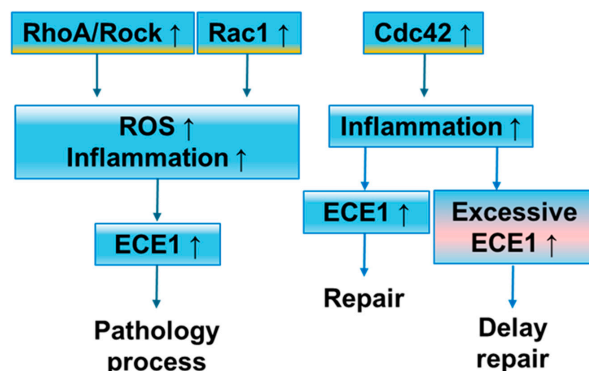 RhoA/Rock ↑
Rac1 ↑
Cdc42 ↑
ROS ↑
Inflammation ↑
Inflammation ↑
ECE1 ↑
ECE1 ↑
Excessive
ECE1 ↑
Pathology
process
Repair
Delay
repair